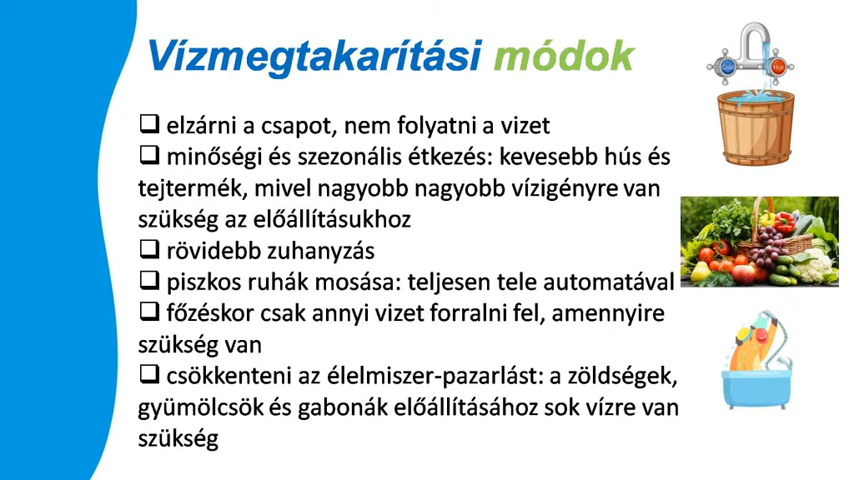 Vízmegtakarítási módok
❑ elzárni a csapot, nem folyatni a vizet
❑ minőségi és szezonális étkezés: kevesebb hús és
tejtermék, mivel nagyobb nagyobb vízigényre van
szükség az előállításukhoz
❑ rövidebb zuhanyzás
❑ piszkos ruhák mosása: teljesen tele automatával
❑ főzéskor csak annyi vizet forralni fel, amennyire
szükség van
❑ csökkenteni az élelmiszer-pazarlást: a zöldségek,
gyümölcsök és gabonák előállításához sok vízre van
szükség
Cold Hot